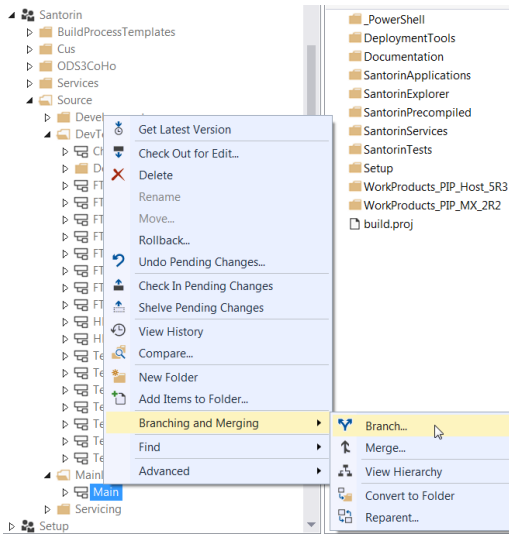 Santorin
BuildProcessTemplates
Cus
ODS3CoHo
Services
Source
Main
Servicing
Setup
Get Latest Version
Check Out for Edit...
Delete
Rename
Move...
Rollback...
Undo Pending Changes...
Check In Pending Changes
Shelve Pending Changes
View History
Compare...
New Folder
Add Items to Folder...
Branching and Merging
Find
Advanced
Branch...
Merge...
View Hierarchy
Convert to Folder
Reparent...
_PowerShell
DeploymentTools
Documentation
SantorinApplications
SantorinExplorer
SantorinPrecompiled
SantorinServices
SantorinTests
Setup
WorkProducts_PIP_Host_5R3
WorkProducts_PIP_MX_2R2
build.proj